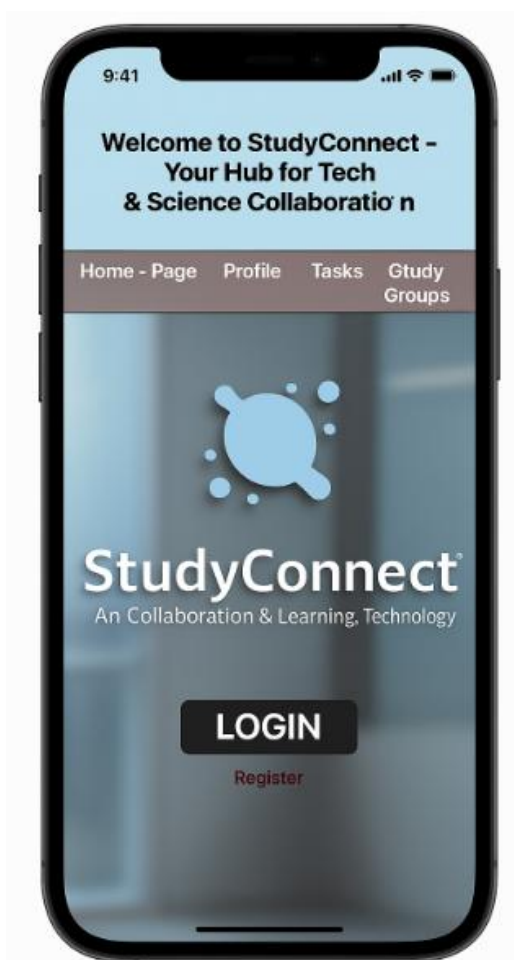 9:41
Welcome to StudyConnect –
Your Hub for Tech
& Science Collaboratio n
Home - Page Profile Tasks Gtudy
Groups
StudyConnect
An Collaboration & Learning, Technology
LOGIN
Register